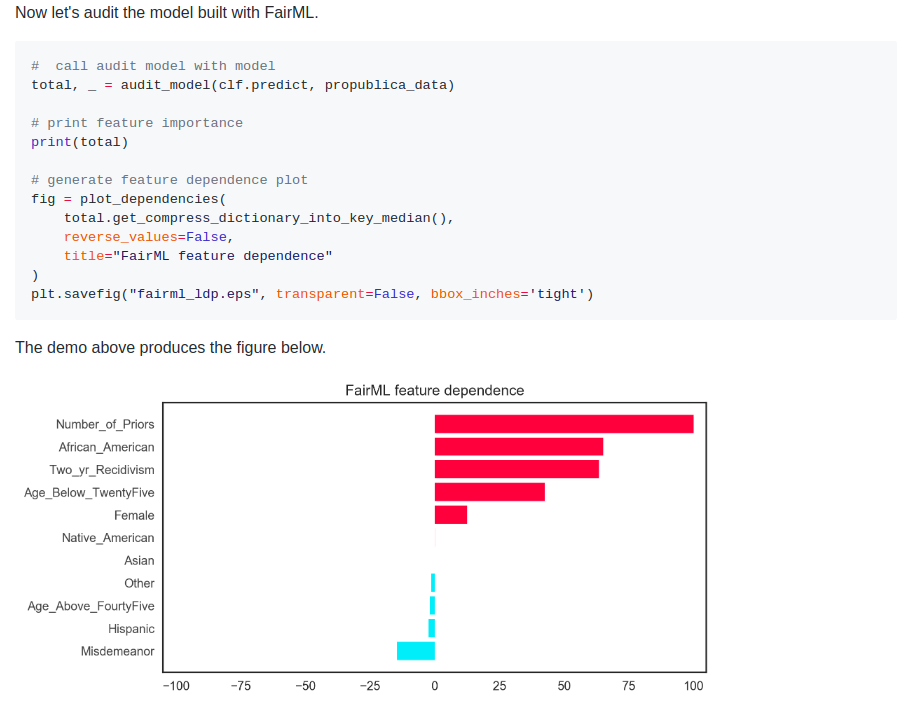 Now let's audit the model built with FairML.
#  call audit model with model
total, _ = audit_model(clf.predict, propublica_data)
# print feature importance
print(total)
# generate feature dependence plot
fig = plot_dependencies(
    total.get_compress_dictionary_into_key_median(),
    reverse_values=False,
    title="FairML feature dependence"
)
plt.savefig("fairml_ldp.eps", transparent=False, bbox_inches='tight')
The demo above produces the figure below.
FairML feature dependence
Number_of_Priors
African_American
Two_yr_Recidivism
Age_Below_TwentyFive
Female
Native_American
Asian
Other
Age_Above_FourtyFive
Hispanic
Misdemeanor
−100 −75 −50 −25 0 25 50 75 100